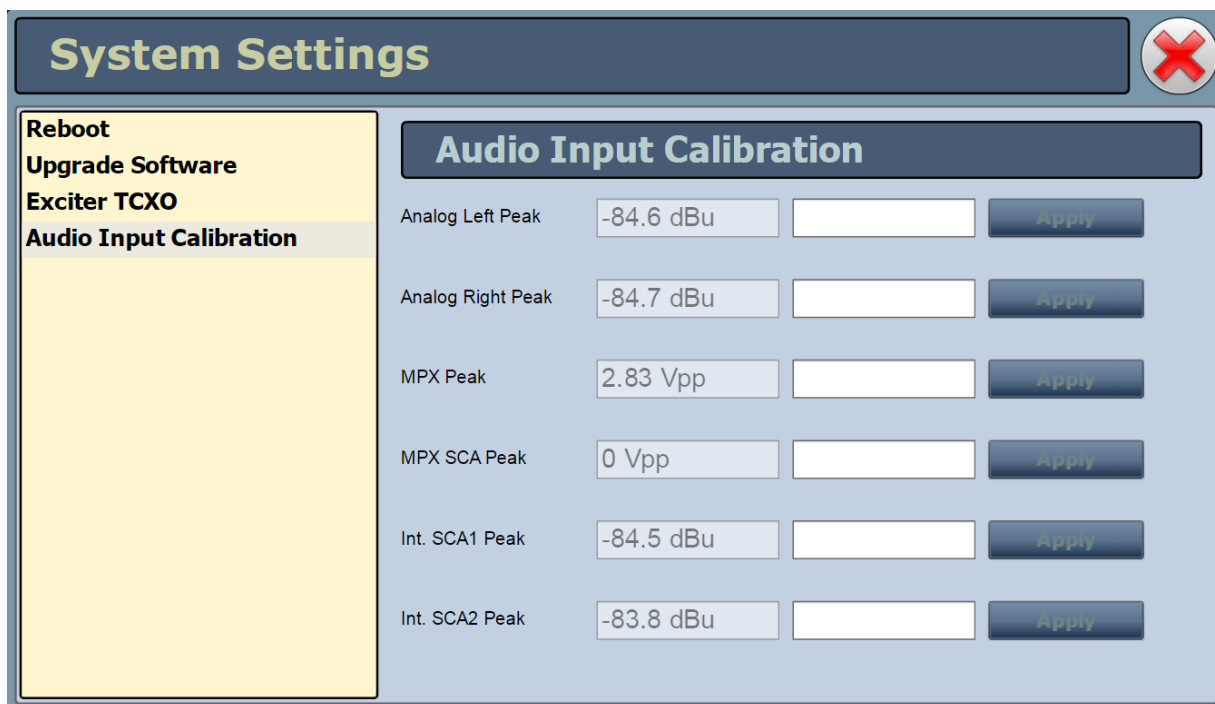 System Settings
Reboot
Upgrade Software
Exciter TCXO
Audio Input Calibration
Audio Input Calibration
Analog Left Peak -84.6 dBu Apply
Analog Right Peak -84.7 dBu Apply
MPX Peak 2.83 Vpp Apply
MPX SCA Peak 0 Vpp Apply
Int. SCA1 Peak -84.5 dBu Apply
Int. SCA2 Peak -83.8 dBu Apply